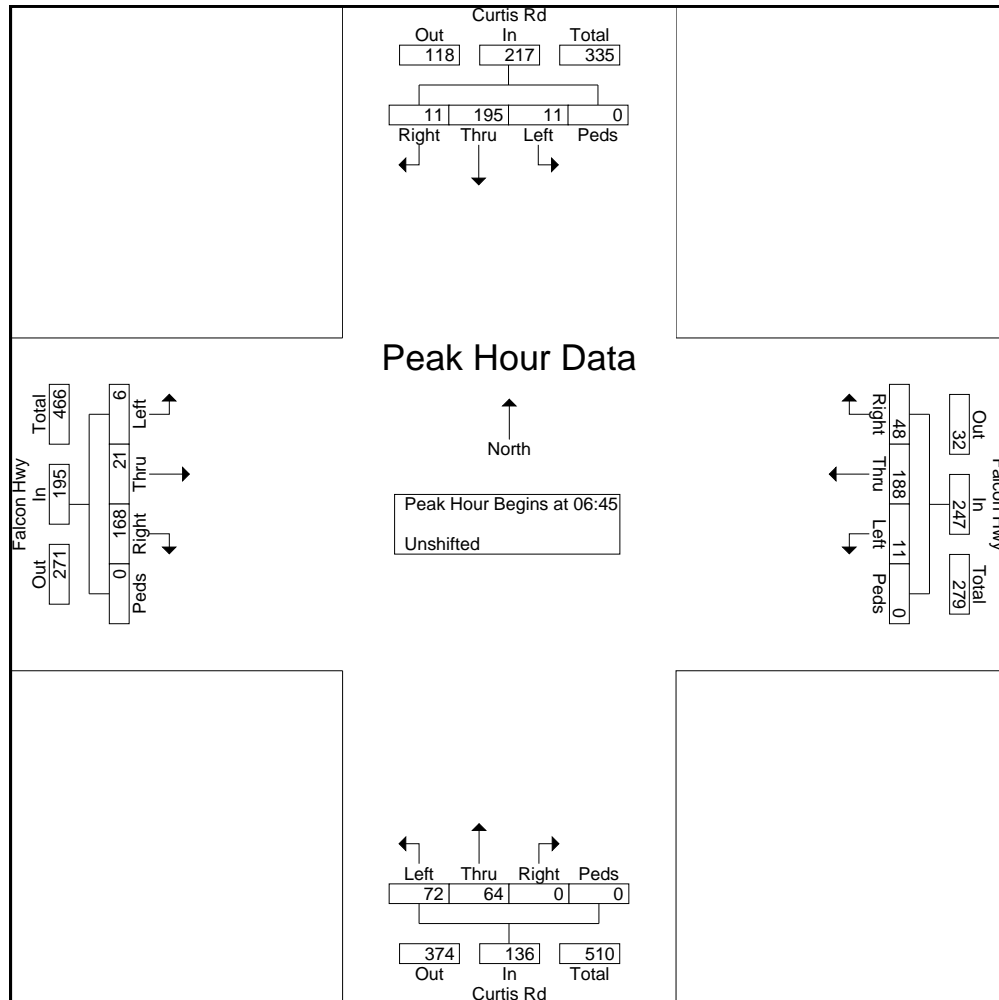 Curtis Rd
Out In Total
118 217 335
11 195 11 0
Right Thru Left Peds
Peak Hour Data
North
Peak Hour Begins at 06:45
Unshifted
Falcon Hwy
Total In Out
466 195 271
6 21 168 0
Left Thru Right Peds
Right Thru Left Peds
48 188 11 0
Out In Total
32 247 279
Falcon Hwy
Left Thru Right Peds
72 64 0 0
374 136 510
Out In Total
Curtis Rd